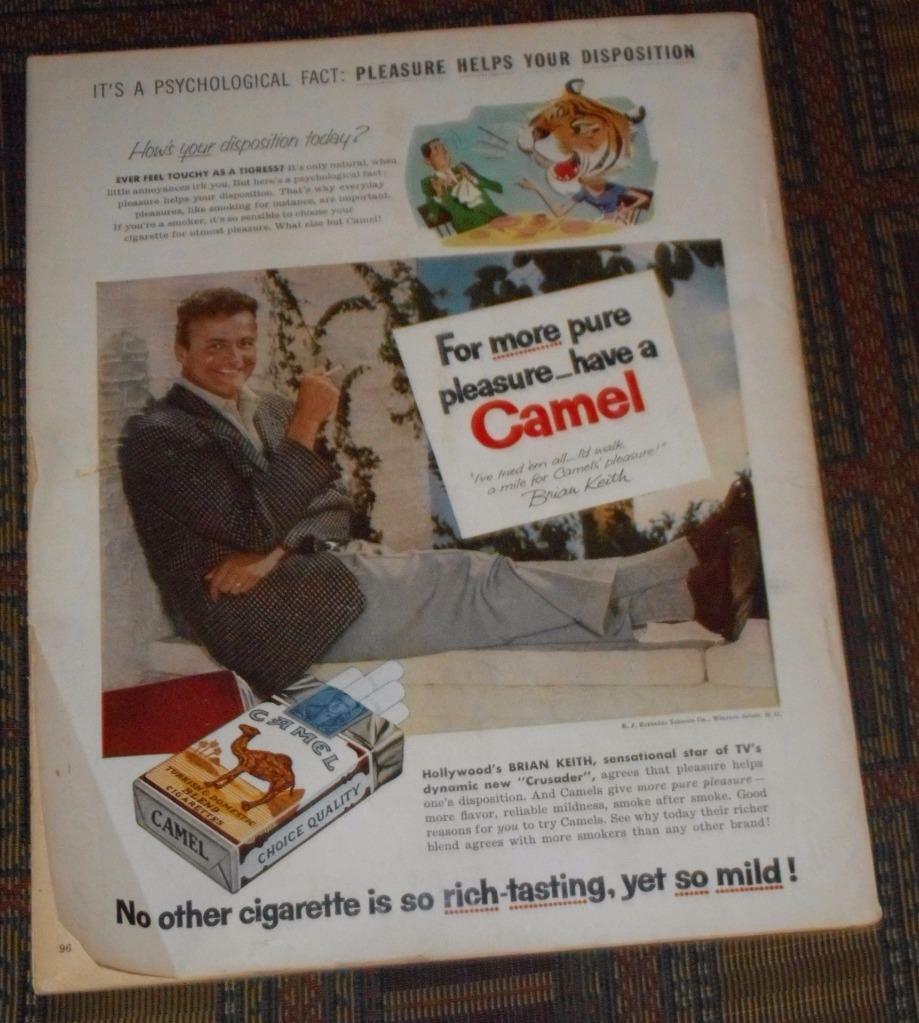 IT'S A PSYCHOLOGICAL FACT: PLEASURE HELPS YOUR DISPOSITION
How's your disposition today?
EVER FEEL TOUCHY AS A TIGRESS? It's only natural, when
little annoyances irk you. But here's a psychological fact:
pleasure helps your disposition. That's why everyday
pleasures, like smoking for instance, are important.
If you're a smoker, it's so sensible to choose your
cigarette for utmost pleasure. What else but Camel!
For more pure
pleasure—have a
Camel
"I've tried 'em all—I'd walk
a mile for Camels' pleasure!"
Brian Keith
R. J. Reynolds Tobacco Co., Winston-Salem, N. C.
CAMEL
TURKISH & DOMESTIC
BLEND
CIGARETTES
CAMEL
CHOICE QUALITY
Hollywood's BRIAN KEITH, sensational star of TV's
dynamic new "Crusader", agrees that pleasure helps
one's disposition. And Camels give more pure pleasure —
more flavor, reliable mildness, smoke after smoke. Good
reasons for you to try Camels. See why today their richer
blend agrees with more smokers than any other brand!
No other cigarette is so rich-tasting, yet so mild!
96